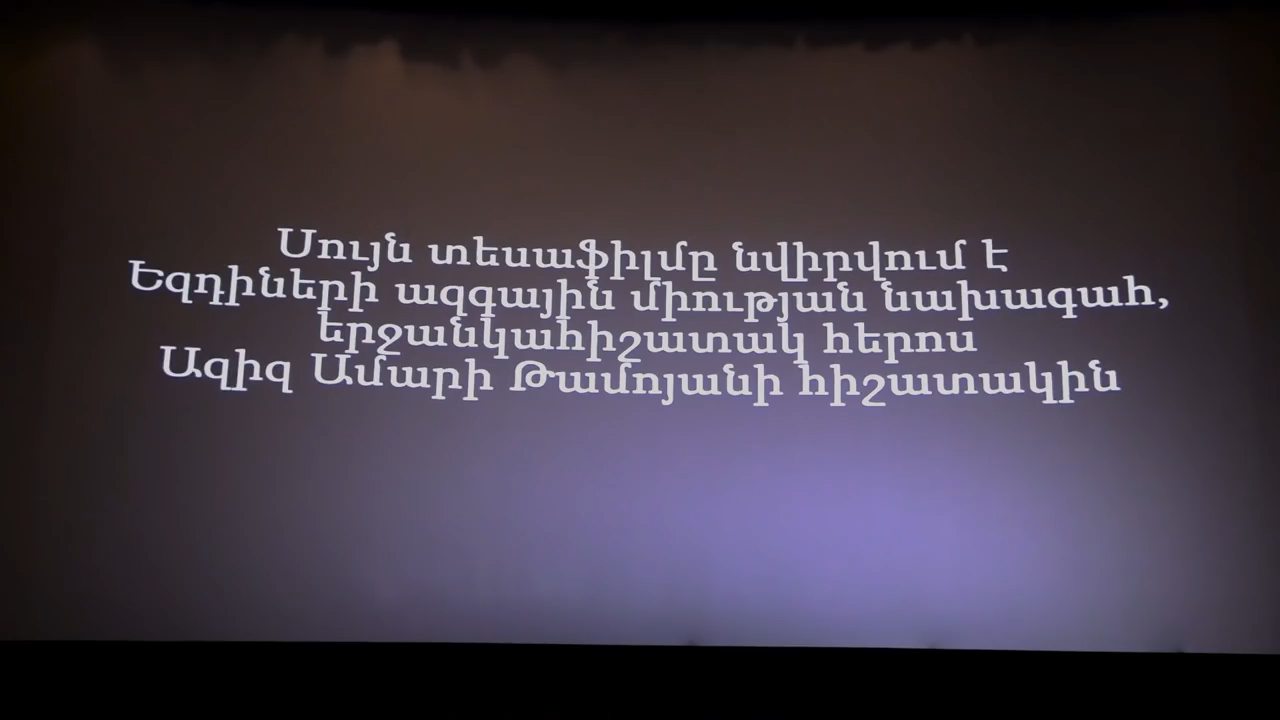 Սույն տեսաֆիլմը նվիրվում է
Եզդիների ազգային միության նախագահ,
երջանկահիշատակ հերոս
Ազիզ Ամարի Թամոյանի հիշատակին